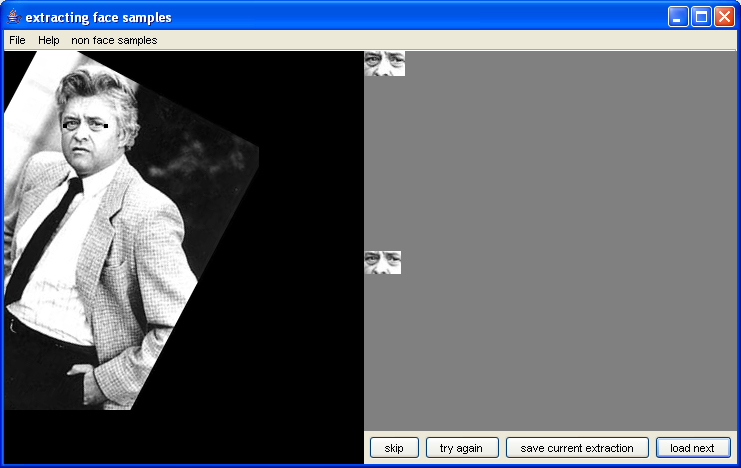 extracting face samples
File Help non face samples
skip try again save current extraction load next